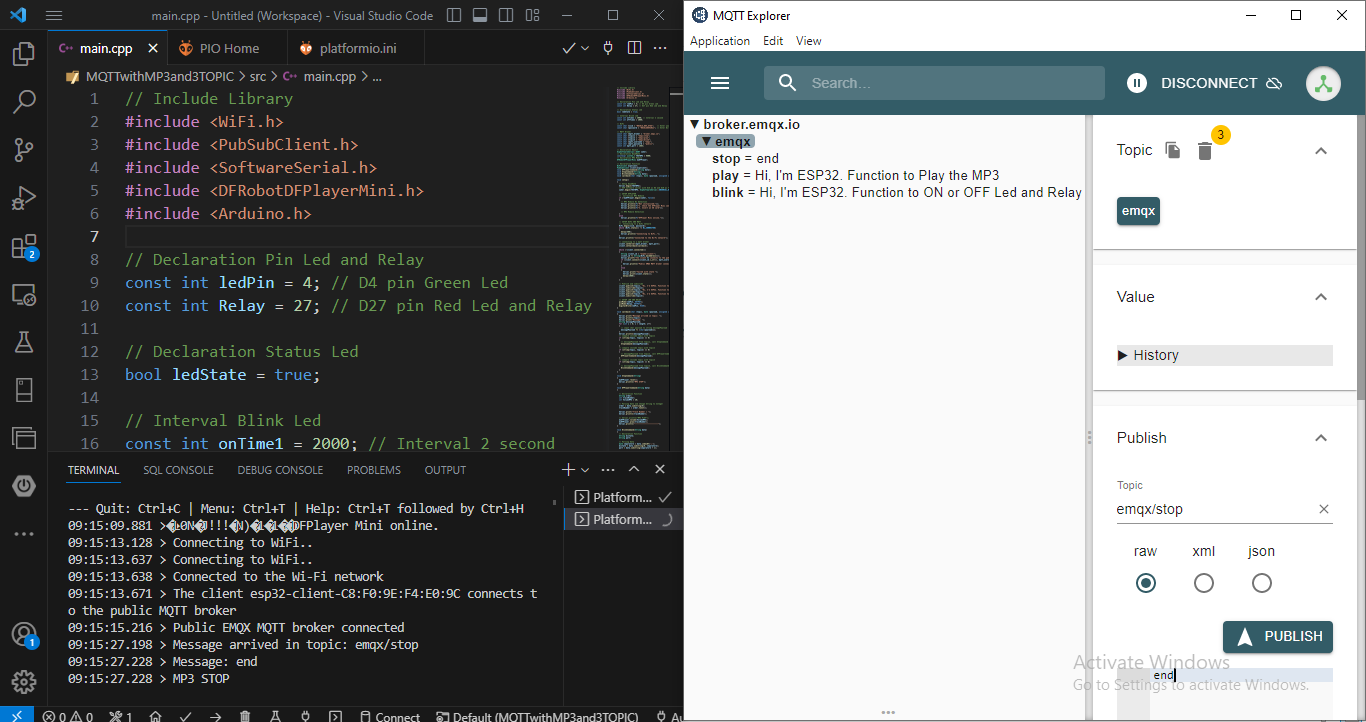 main.cpp - Untitled (Workspace) - Visual Studio Code
main.cpp
PIO Home
platformio.ini
MQTTwithMP3and3TOPIC > src > main.cpp > ...
1 // Include Library
2 #include <WiFi.h>
3 #include <PubSubClient.h>
4 #include <SoftwareSerial.h>
5 #include <DFRobotDFPlayerMini.h>
6 #include <Arduino.h>
7
8 // Declaration Pin Led and Relay
9 const int ledPin = 4; // D4 pin Green Led
10 const int Relay = 27; // D27 pin Red Led and Relay
11
12 // Declaration Status Led
13 bool ledState = true;
14
15 // Interval Blink Led
16 const int onTime1 = 2000; // Interval 2 second
2
1
TERMINAL SQL CONSOLE DEBUG CONSOLE PROBLEMS OUTPUT
Platform...
Platform...
--- Quit: Ctrl+C | Menu: Ctrl+T | Help: Ctrl+T followed by Ctrl+H
09:15:09.881 > DFPlayer Mini online.
09:15:13.128 > Connecting to WiFi..
09:15:13.637 > Connecting to WiFi..
09:15:13.638 > Connected to the Wi-Fi network
09:15:13.671 > The client esp32-client-C8:F0:9E:F4:E0:9C connects t
o the public MQTT broker
09:15:15.216 > Public EMQX MQTT broker connected
09:15:27.198 > Message arrived in topic: emqx/stop
09:15:27.228 > Message: end
09:15:27.228 > MP3 STOP
0 0 1 Connect Default (MQTTwithMP3and3TOPIC) Au
MQTT Explorer
Application Edit View
Search...
DISCONNECT
▼ broker.emqx.io
▼ emqx
stop = end
play = Hi, I'm ESP32. Function to Play the MP3
blink = Hi, I'm ESP32. Function to ON or OFF Led and Relay
Topic
3
emqx
Value
▶ History
Publish
Topic
emqx/stop
raw xml json
PUBLISH
end
Activate Windows
Go to Settings to activate Windows.